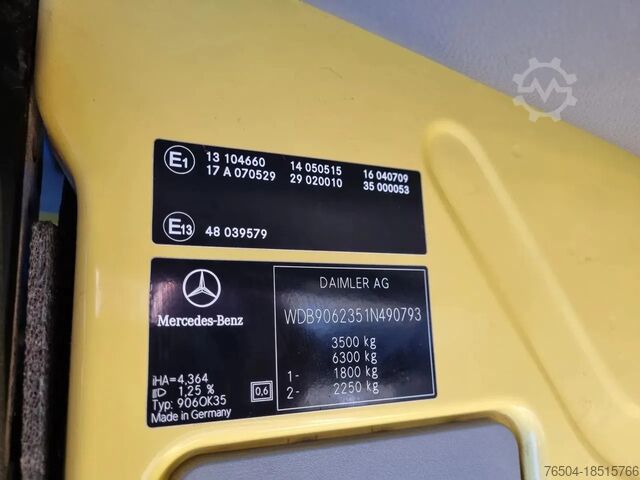 E1 13 104660 14 050515 16 040709
17 A 070529 29 020010 35 000053
E13 48 039579
Mercedes-Benz
iHA=4,364
1,25 %
Typ: 906OK35
Made in Germany
0,6
DAIMLER AG
WDB9062351N490793
3500 kg
6300 kg
1- 1800 kg
2- 2250 kg
76504-18515766